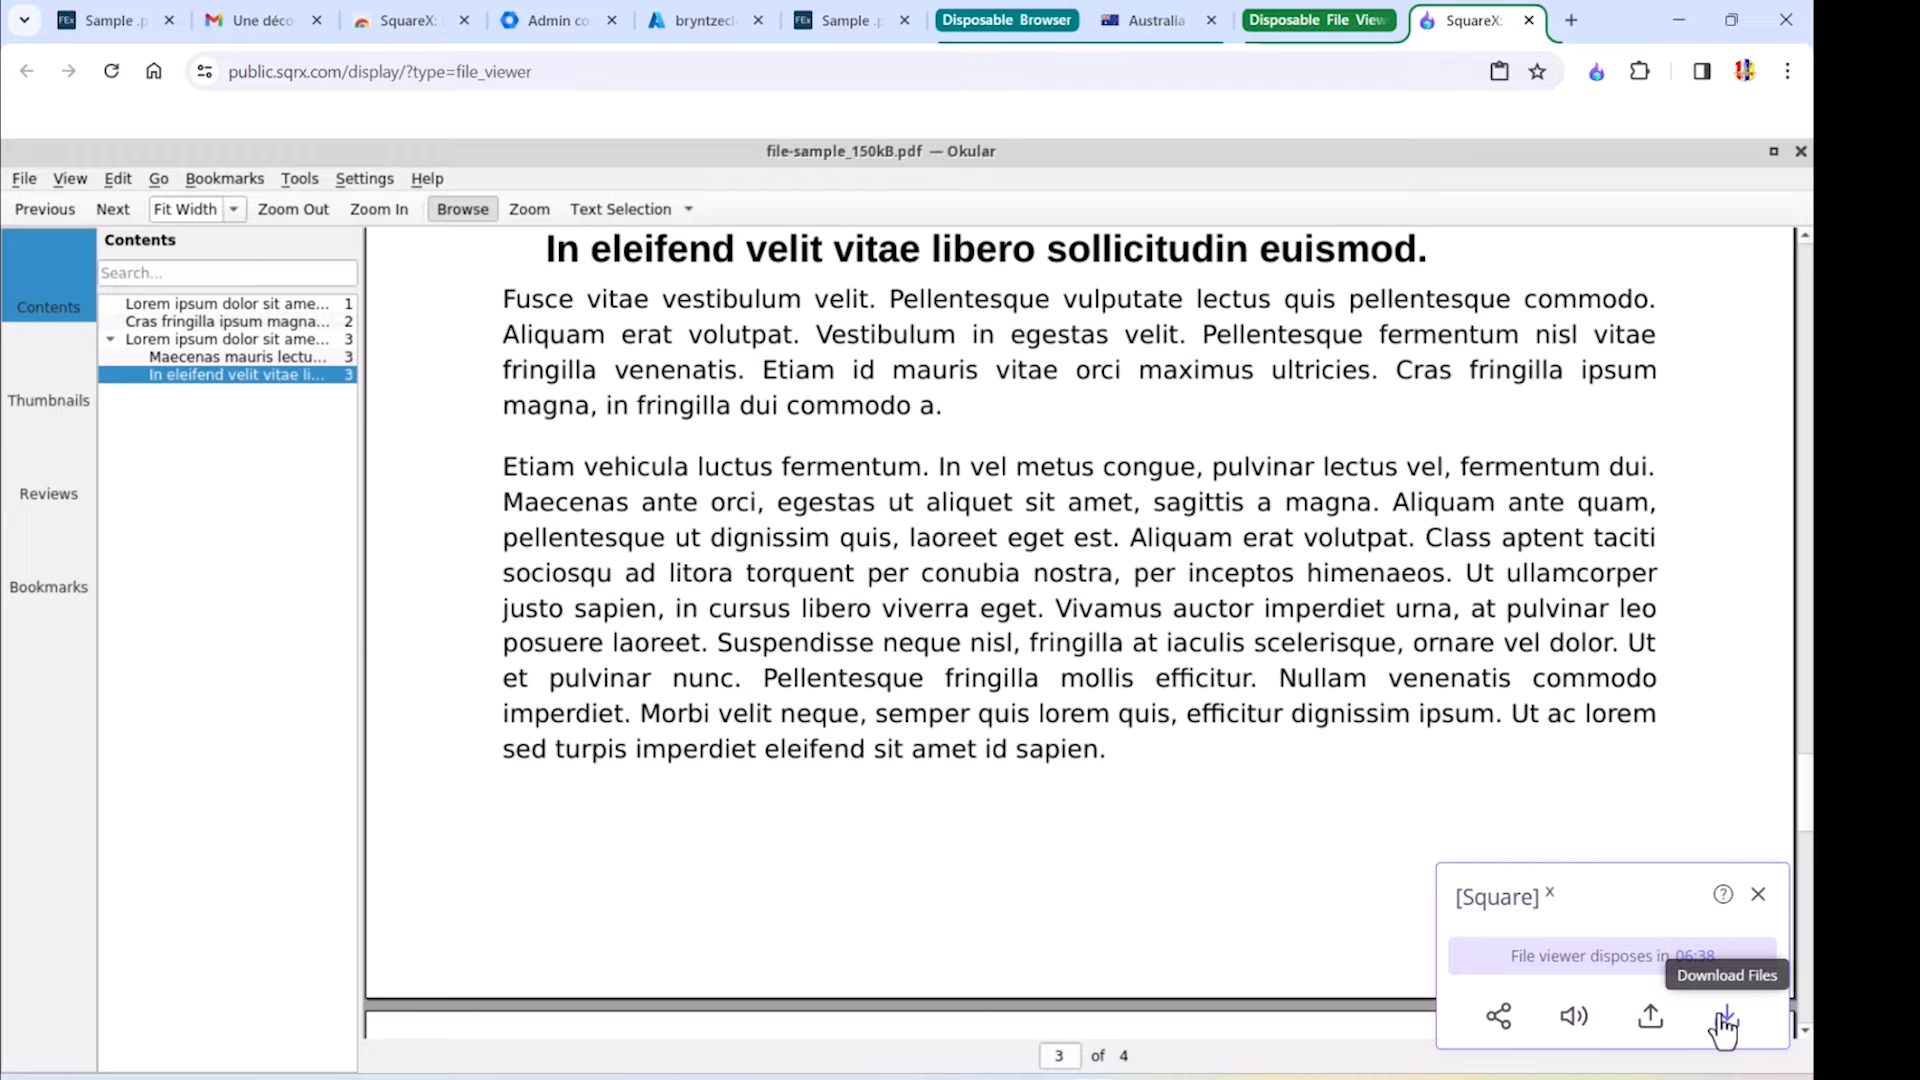 Sample .p
Une déco
SquareX:
Admin co
bryntzecl
Sample .p
Disposable Browser
Australia
Disposable File View
SquareX:
public.sqrx.com/display/?type=file_viewer
file-sample_150kB.pdf — Okular
File View Edit Go Bookmarks Tools Settings Help
Previous Next Fit Width Zoom Out Zoom In Browse Zoom Text Selection
Contents
Search...
Lorem ipsum dolor sit ame... 1
Cras fringilla ipsum magna... 2
Lorem ipsum dolor sit ame... 3
Maecenas mauris lectu... 3
In eleifend velit vitae li... 3
Contents
Thumbnails
Reviews
Bookmarks
In eleifend velit vitae libero sollicitudin euismod.
Fusce vitae vestibulum velit. Pellentesque vulputate lectus quis pellentesque commodo.
Aliquam erat volutpat. Vestibulum in egestas velit. Pellentesque fermentum nisl vitae
fringilla venenatis. Etiam id mauris vitae orci maximus ultricies. Cras fringilla ipsum
magna, in fringilla dui commodo a.
Etiam vehicula luctus fermentum. In vel metus congue, pulvinar lectus vel, fermentum dui.
Maecenas ante orci, egestas ut aliquet sit amet, sagittis a magna. Aliquam ante quam,
pellentesque ut dignissim quis, laoreet eget est. Aliquam erat volutpat. Class aptent taciti
sociosqu ad litora torquent per conubia nostra, per inceptos himenaeos. Ut ullamcorper
justo sapien, in cursus libero viverra eget. Vivamus auctor imperdiet urna, at pulvinar leo
posuere laoreet. Suspendisse neque nisl, fringilla at iaculis scelerisque, ornare vel dolor. Ut
et pulvinar nunc. Pellentesque fringilla mollis efficitur. Nullam venenatis commodo
imperdiet. Morbi velit neque, semper quis lorem quis, efficitur dignissim ipsum. Ut ac lorem
sed turpis imperdiet eleifend sit amet id sapien.
[Square] x
File viewer disposes in 06:38
Download Files
3 of 4